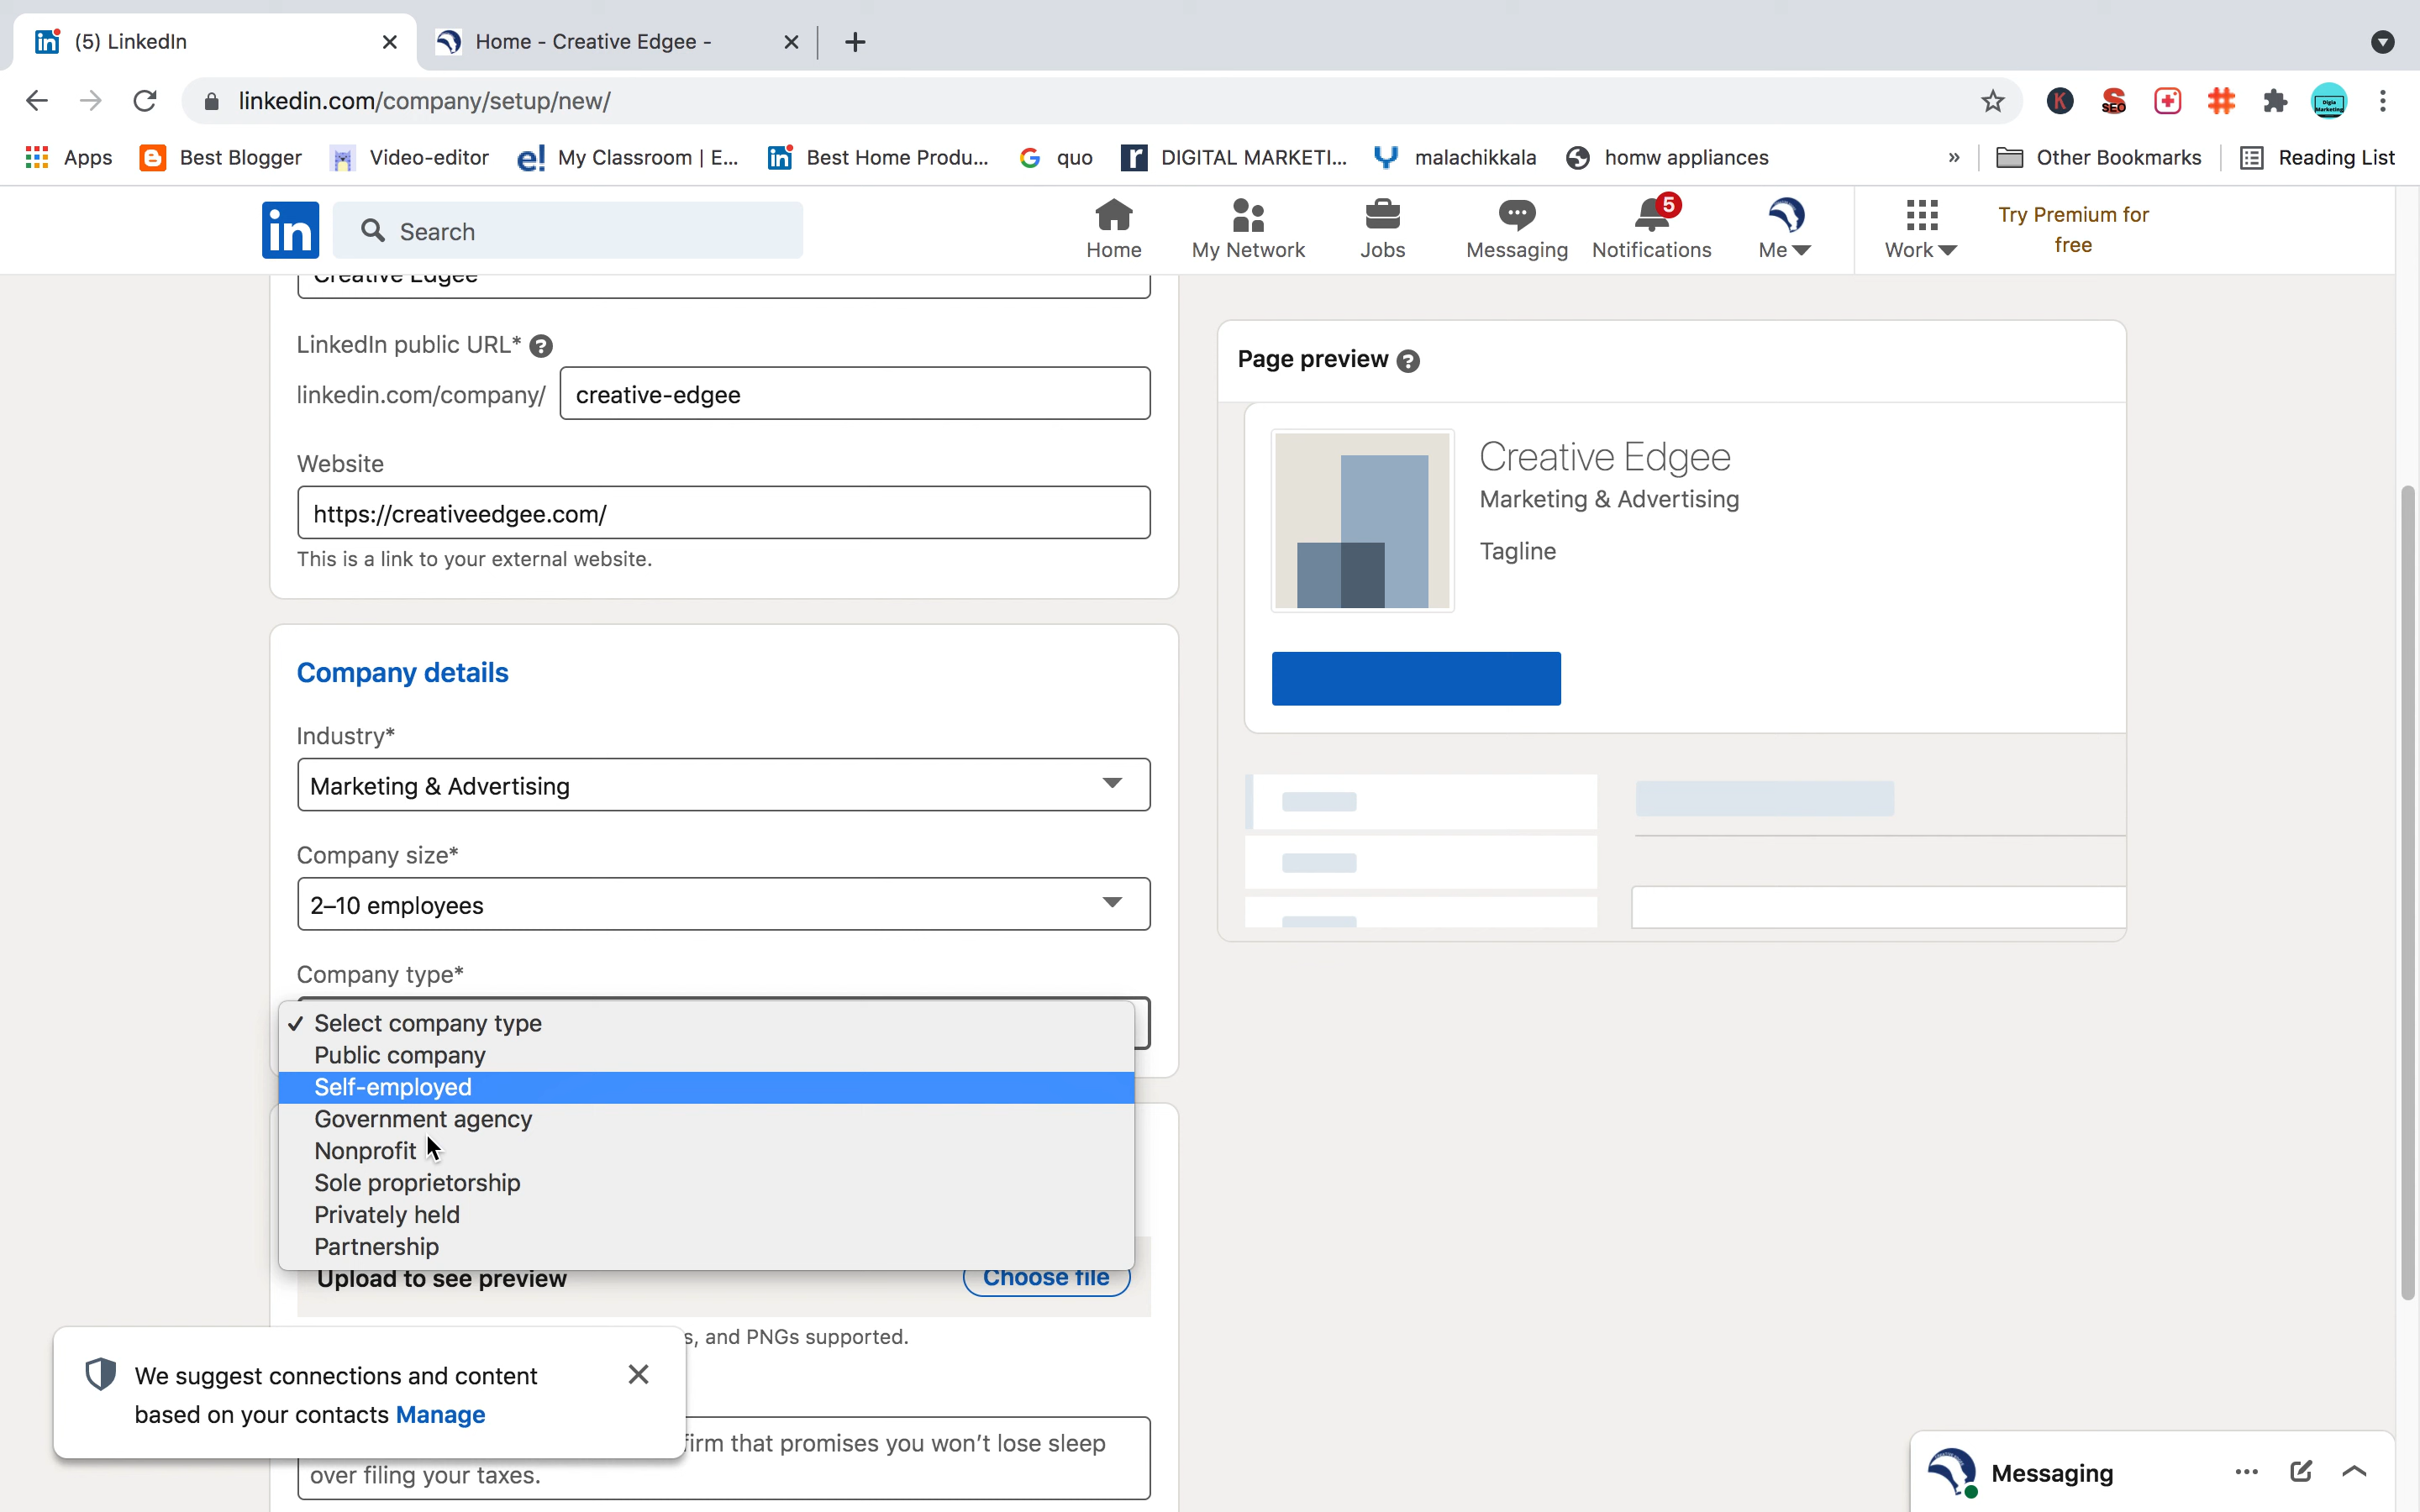 (5) LinkedIn
Home - Creative Edgee -
linkedin.com/company/setup/new/
K
SEO
Digia
Marketing
Apps
Best Blogger
Video-editor
My Classroom | E...
Best Home Produ...
quo
DIGITAL MARKETI...
malachikkala
homw appliances
»
Other Bookmarks
Reading List
in
Search
Home
My Network
Jobs
Messaging
5
Notifications
Me
Work
Try Premium for
free
Creative Edgee
LinkedIn public URL*
linkedin.com/company/
creative-edgee
Website
https://creativeedgee.com/
This is a link to your external website.
Company details
Industry*
Marketing & Advertising
Company size*
2–10 employees
Company type*
✓ Select company type
Public company
Self-employed
Government agency
Nonprofit
Sole proprietorship
Privately held
Partnership
Upload to see preview
Choose file
s, and PNGs supported.
We suggest connections and content
based on your contacts Manage
firm that promises you won't lose sleep
over filing your taxes.
Page preview
Creative Edgee
Marketing & Advertising
Tagline
Messaging